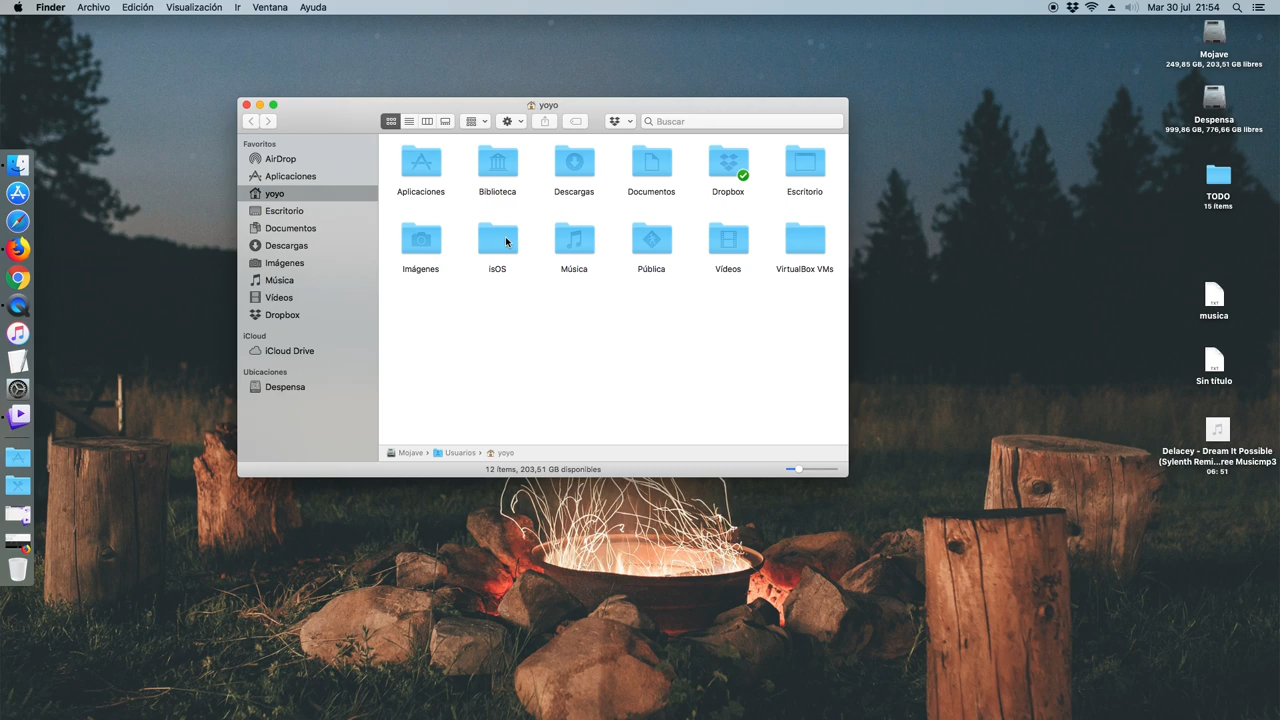 Finder Archivo Edición Visualización Ir Ventana Ayuda
Mar 30 jul 21:54
yoyo
Buscar
Favoritos
AirDrop
Aplicaciones
yoyo
Escritorio
Documentos
Descargas
Imágenes
Música
Vídeos
Dropbox
iCloud
iCloud Drive
Ubicaciones
Despensa
Aplicaciones Biblioteca Descargas Documentos Dropbox Escritorio
Imágenes isOS Música Pública Vídeos VirtualBox VMs
Mojave › Usuarios › yoyo
12 ítems, 203,51 GB disponibles
Mojave
249,85 GB, 203,51 GB libres
Despensa
999,86 GB, 776,66 GB libres
TODO
15 ítems
TXT
musica
TXT
Sin título
Delacey - Dream It Possible
(Sylenth Remi...ree Musicmp3
06: 51